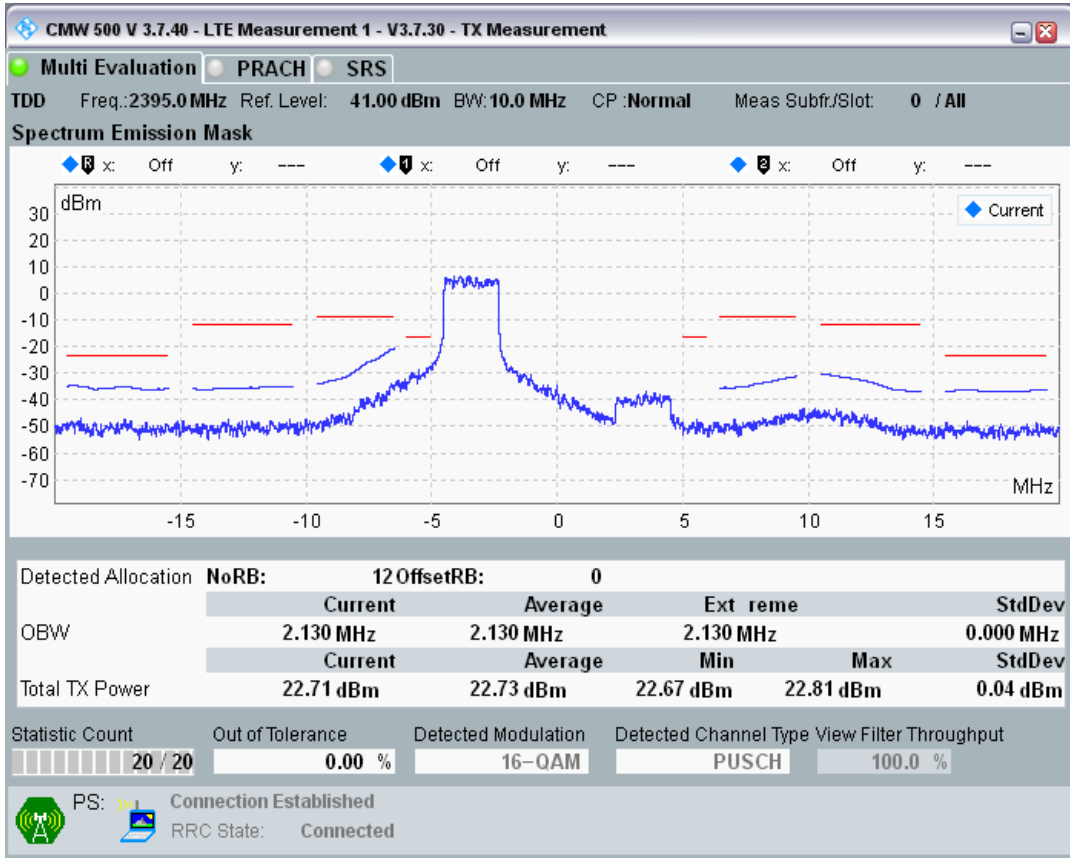 CMW 500 V 3.7.40 - LTE Measurement 1 - V3.7.30 - TX Measurement
Multi Evaluation PRACH SRS
TDD Freq.:2395.0 MHz Ref. Level: 41.00 dBm BW: 10.0 MHz CP :Normal Meas Subfr./Slot: 0 / All
Spectrum Emission Mask
R x: Off y: --- 1 x: Off y: --- 2 x: Off y: ---
dBm
Current
30
20
10
0
-10
-20
-30
-40
-50
-60
-70
MHz
-15 -10 -5 0 5 10 15
Detected Allocation NoRB: 12 OffsetRB: 0
Current Average Ext reme StdDev
OBW 2.130 MHz 2.130 MHz 2.130 MHz 0.000 MHz
Current Average Min Max StdDev
Total TX Power 22.71 dBm 22.73 dBm 22.67 dBm 22.81 dBm 0.04 dBm
Statistic Count Out of Tolerance Detected Modulation Detected Channel Type View Filter Throughput
20 / 20 0.00 % 16-QAM PUSCH 100.0 %
PS: Connection Established
RRC State: Connected